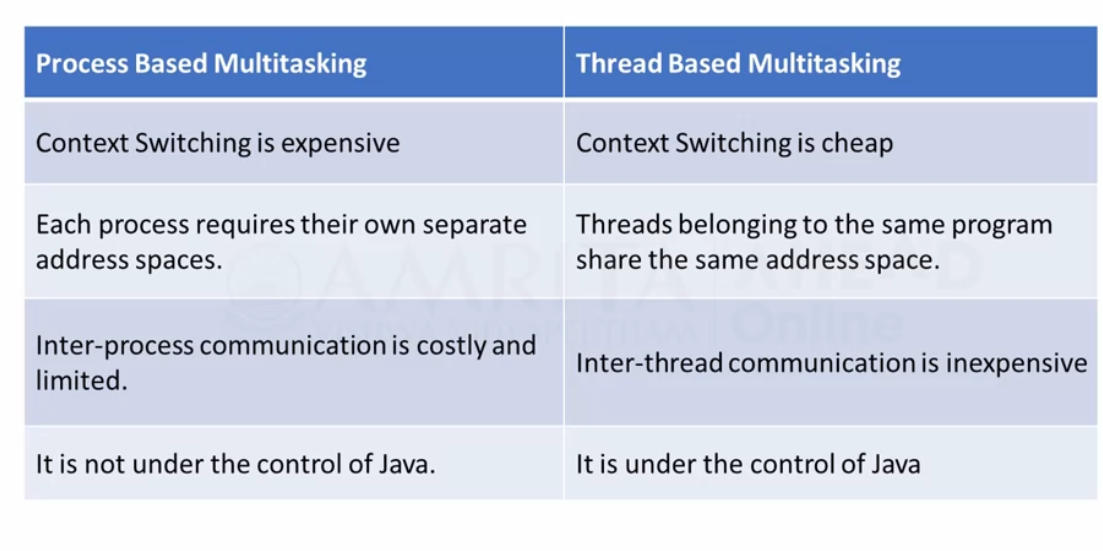 Process Based Multitasking
Thread Based Multitasking
Context Switching is expensive
Context Switching is cheap
Each process requires their own separate
address spaces.
Threads belonging to the same program
share the same address space.
Inter-process communication is costly and
limited.
Inter-thread communication is inexpensive
It is not under the control of Java.
It is under the control of Java
AMRITA
AHEAD
Online